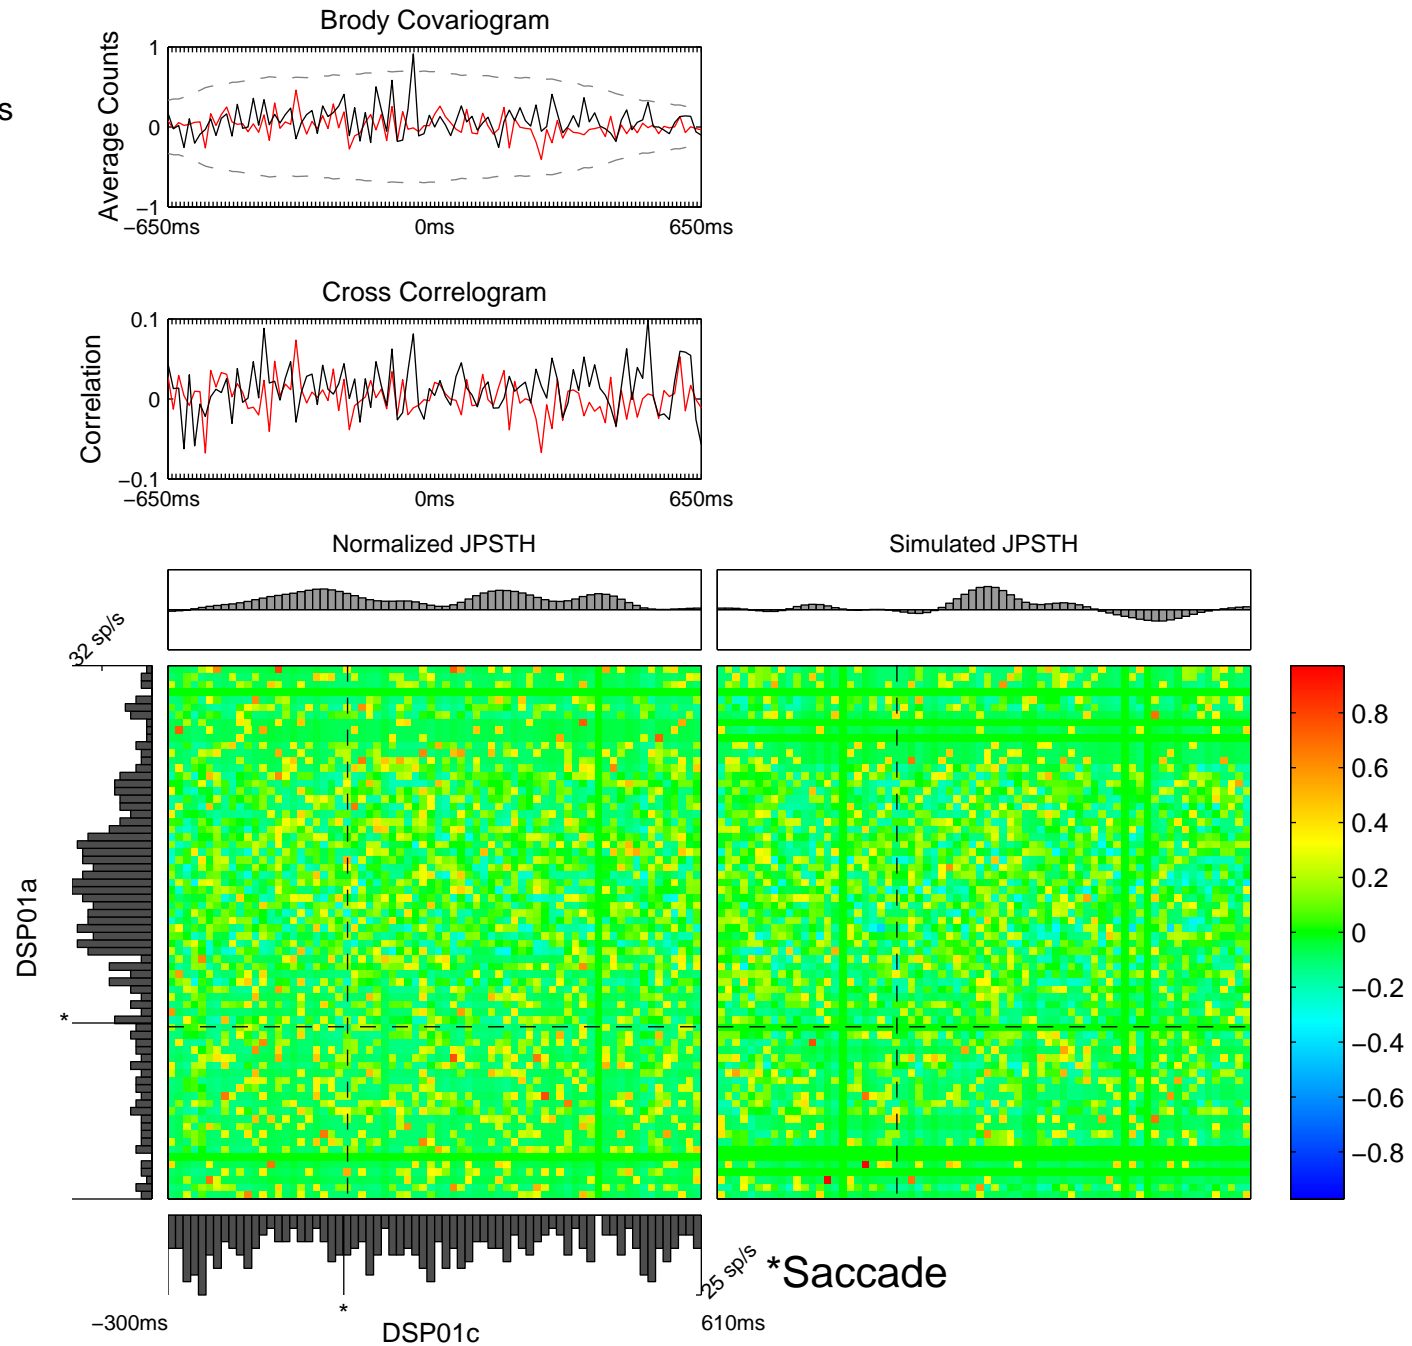 Brody Covariogram
s
Average Counts
1
0
−1
−650ms
0ms
650ms
Cross Correlogram
Correlation
0.1
0
−0.1
−650ms
0ms
650ms
Normalized JPSTH
Simulated JPSTH
32 sp/s
DSP01a
*
0.8
0.6
0.4
0.2
0
−0.2
−0.4
−0.6
−0.8
25 sp/s
*Saccade
*
−300ms
DSP01c
610ms